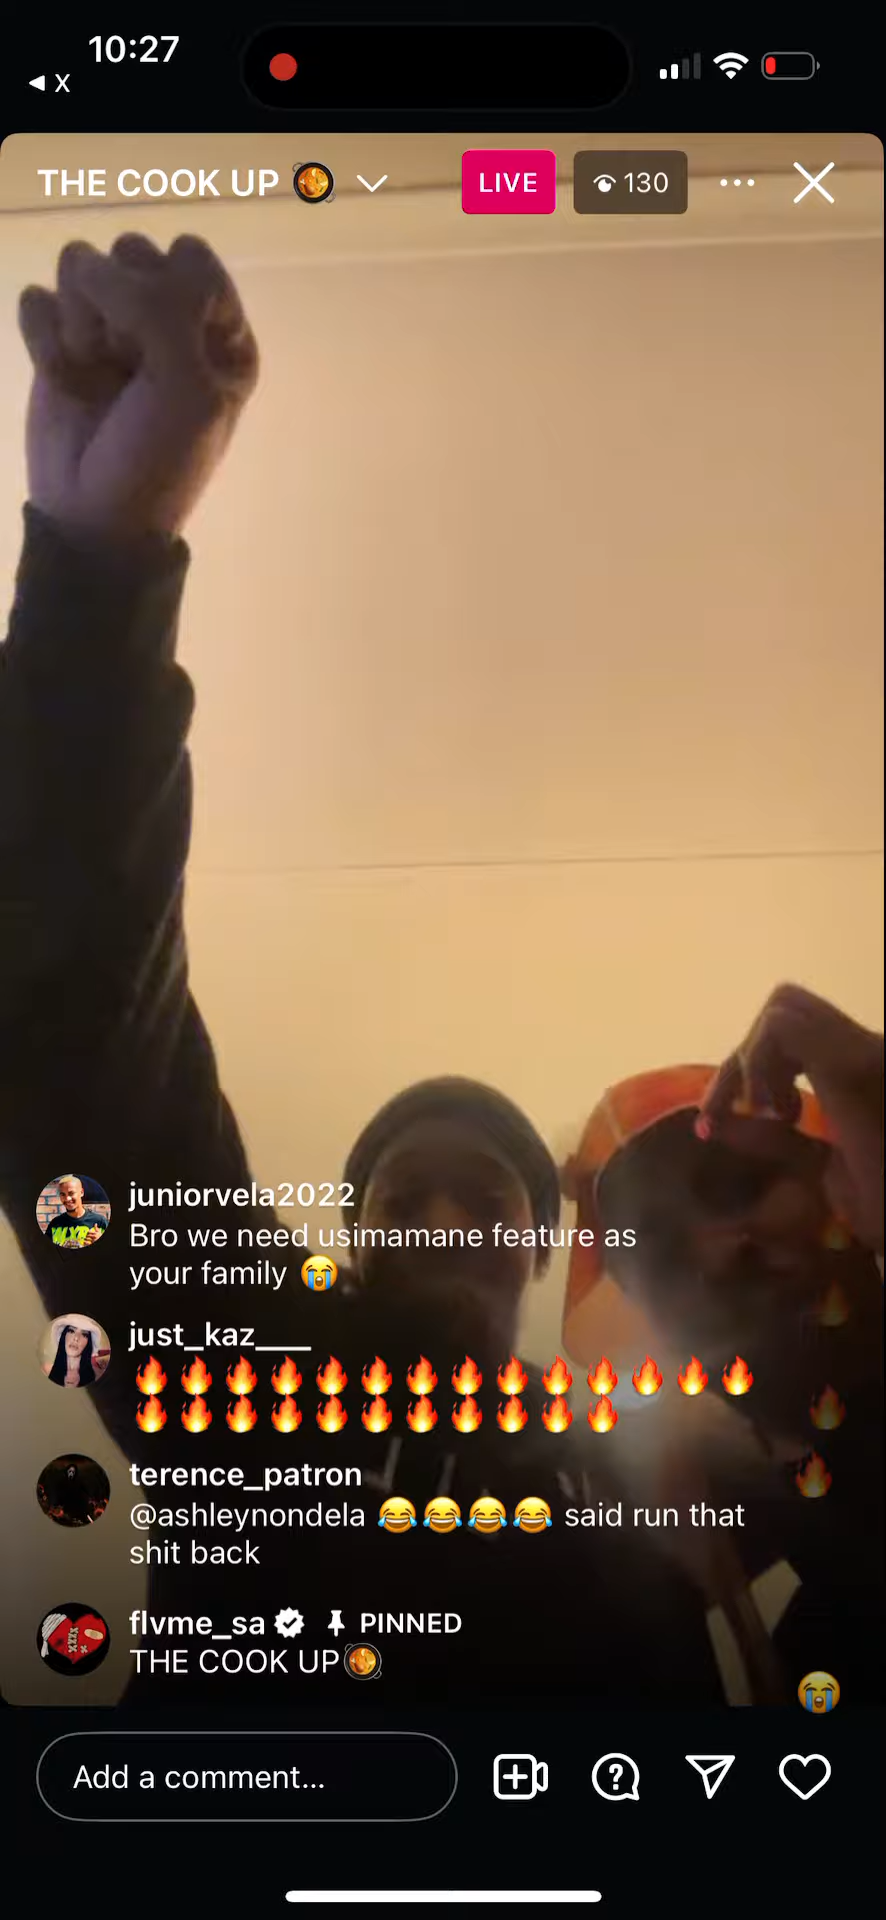 10:27
◀ X
THE COOK UP 🥘
LIVE
130
juniorvela2022
Bro we need usimamane feature as
your family 😭
just_kaz___
🔥🔥🔥🔥🔥🔥🔥🔥🔥🔥🔥🔥🔥🔥
🔥🔥🔥🔥🔥🔥🔥🔥🔥🔥🔥
terence_patron
@ashleynondela 😂😂😂😂 said run that
shit back
flvme_sa PINNED
THE COOK UP🥘
Add a comment...